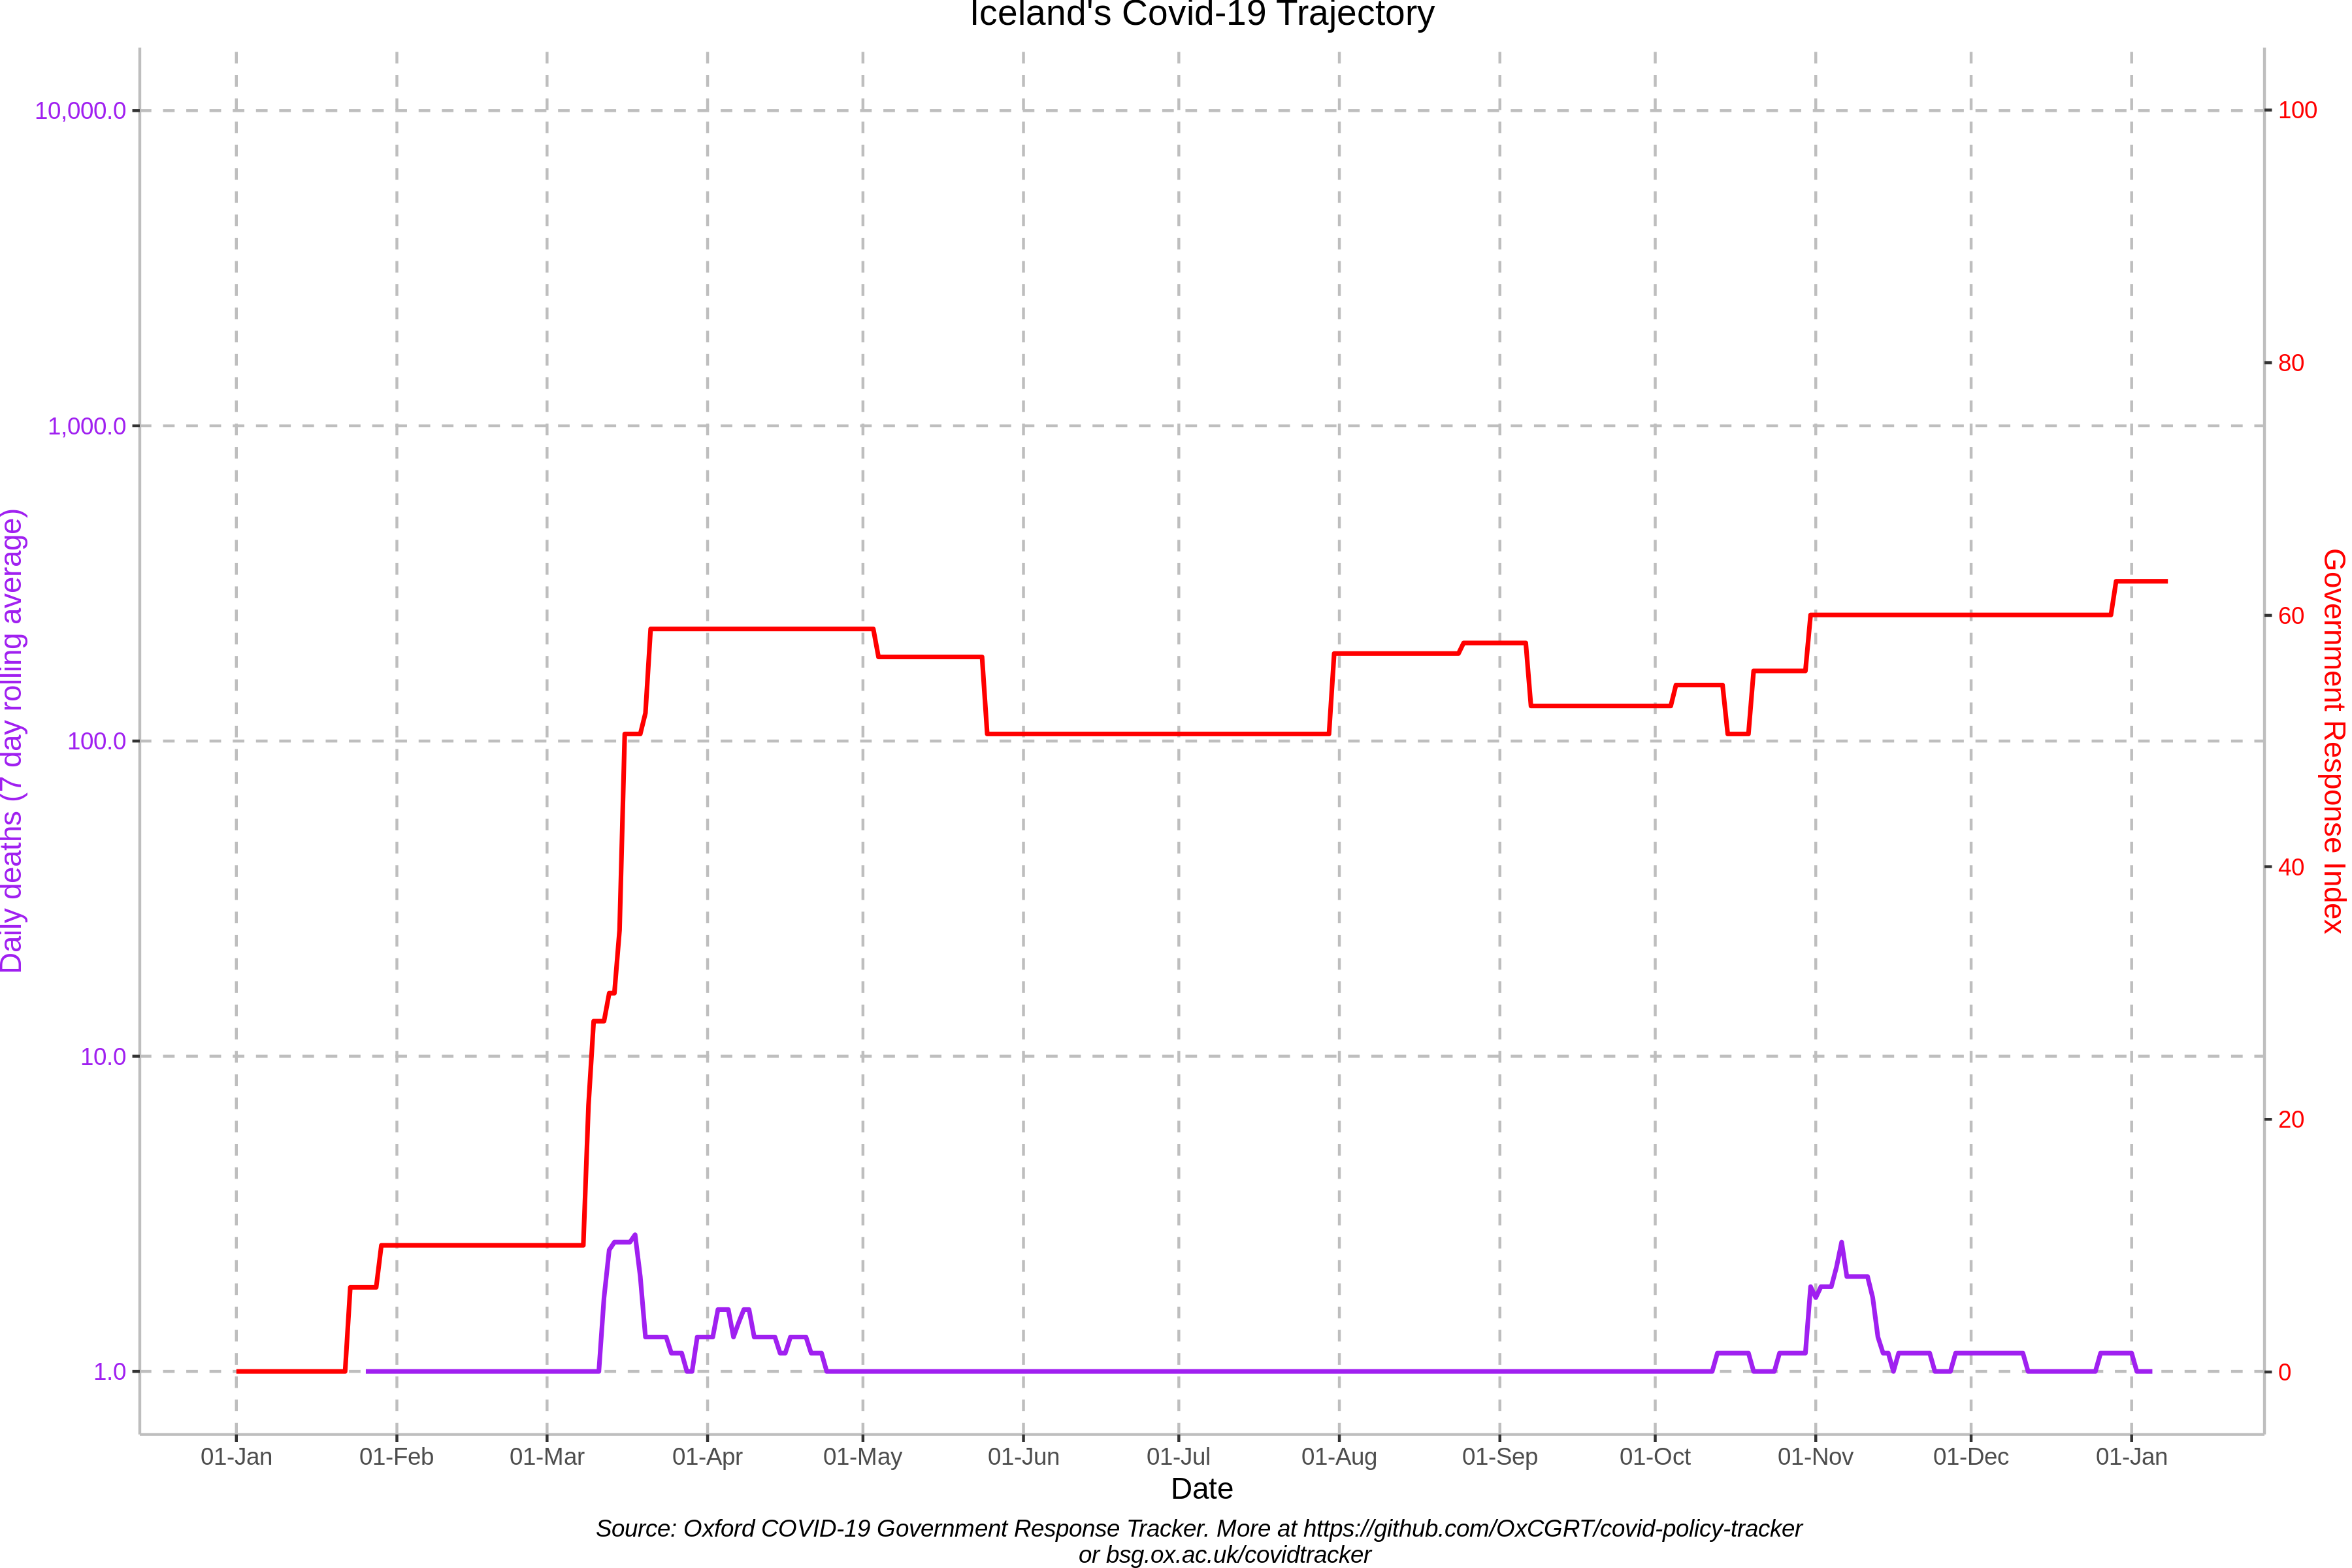 Iceland's Covid-19 Trajectory
10,000.0
1,000.0
100.0
10.0
1.0
Daily deaths (7 day rolling average)
100
80
60
40
20
0
Government Response Index
01-Jan
01-Feb
01-Mar
01-Apr
01-May
01-Jun
01-Jul
01-Aug
01-Sep
01-Oct
01-Nov
01-Dec
01-Jan
Date
Source: Oxford COVID-19 Government Response Tracker. More at https://github.com/OxCGRT/covid-policy-tracker
or bsg.ox.ac.uk/covidtracker